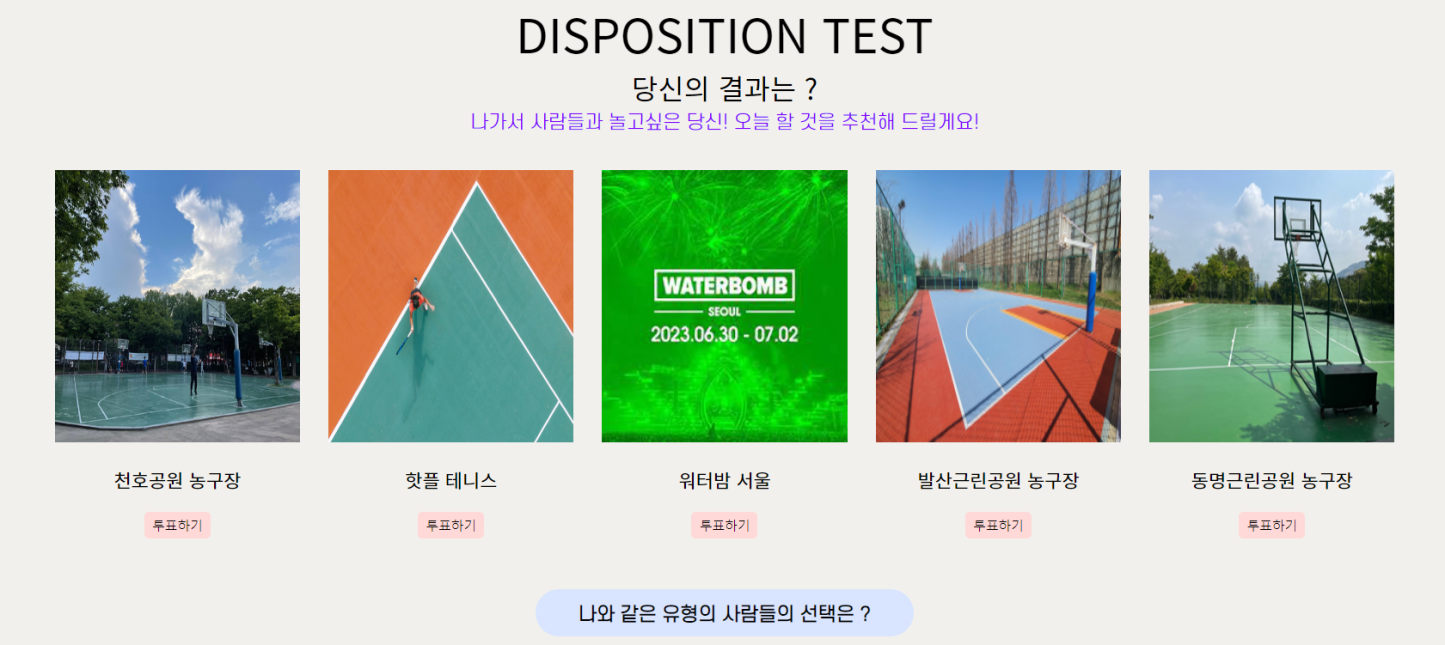 DISPOSITION TEST
당신의 결과는 ?
나가서 사람들과 놀고싶은 당신! 오늘 할 것을 추천해 드릴게요!
WATERBOMB
SEOUL
2023.06.30 - 07.02
천호공원 농구장
핫플 테니스
워터밤 서울
발산근린공원 농구장
동명근린공원 농구장
투표하기
투표하기
투표하기
투표하기
투표하기
나와 같은 유형의 사람들의 선택은 ?